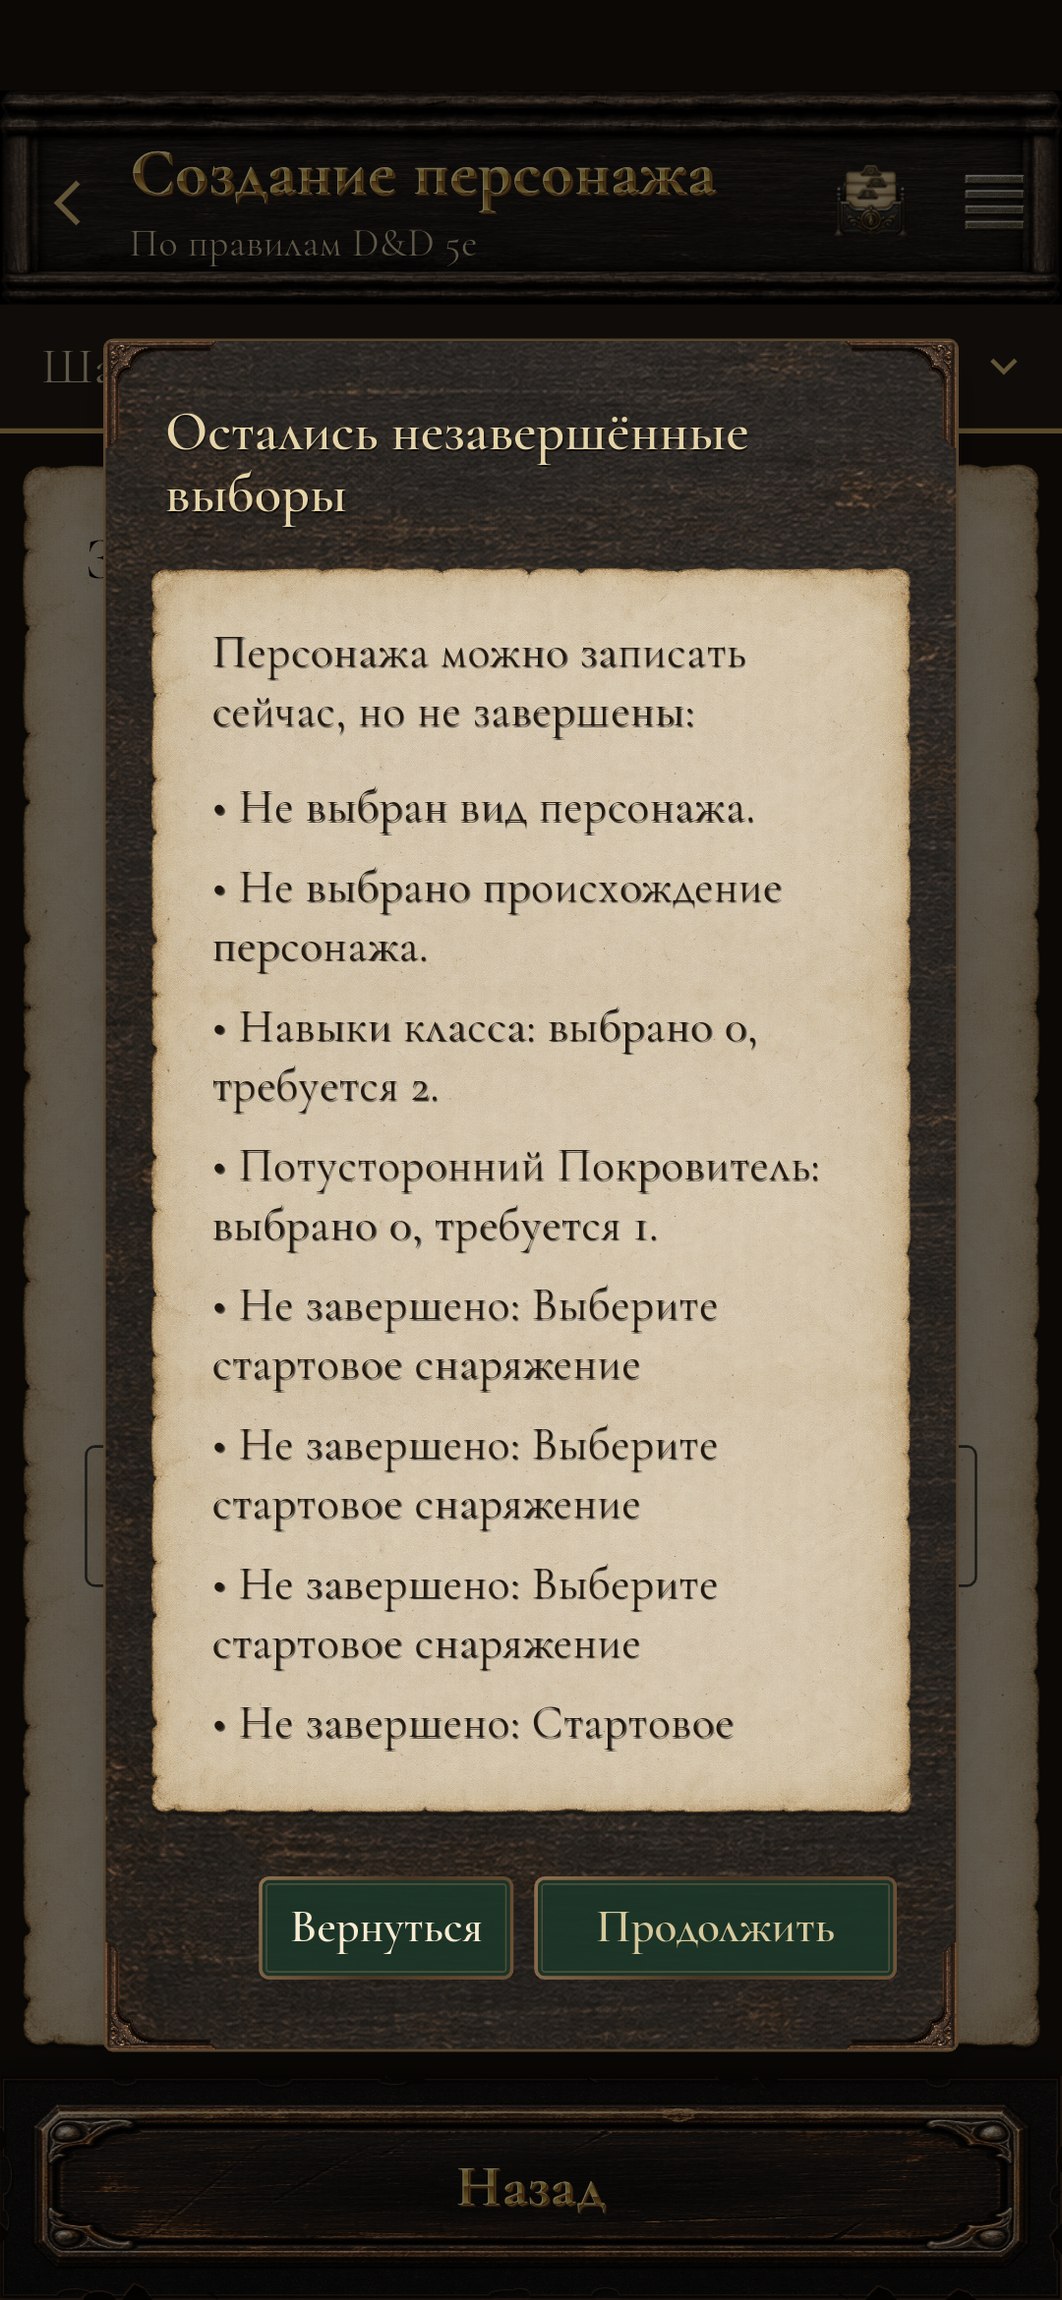 Создание персонажа
По правилам D&D 5e
Остались незавершённые
выборы
Персонажа можно записать
сейчас, но не завершены:
• Не выбран вид персонажа.
• Не выбрано происхождение
персонажа.
• Навыки класса: выбрано 0,
требуется 2.
• Потусторонний Покровитель:
выбрано 0, требуется 1.
• Не завершено: Выберите
стартовое снаряжение
• Не завершено: Выберите
стартовое снаряжение
• Не завершено: Выберите
стартовое снаряжение
• Не завершено: Стартовое
Вернуться
Продолжить
Назад